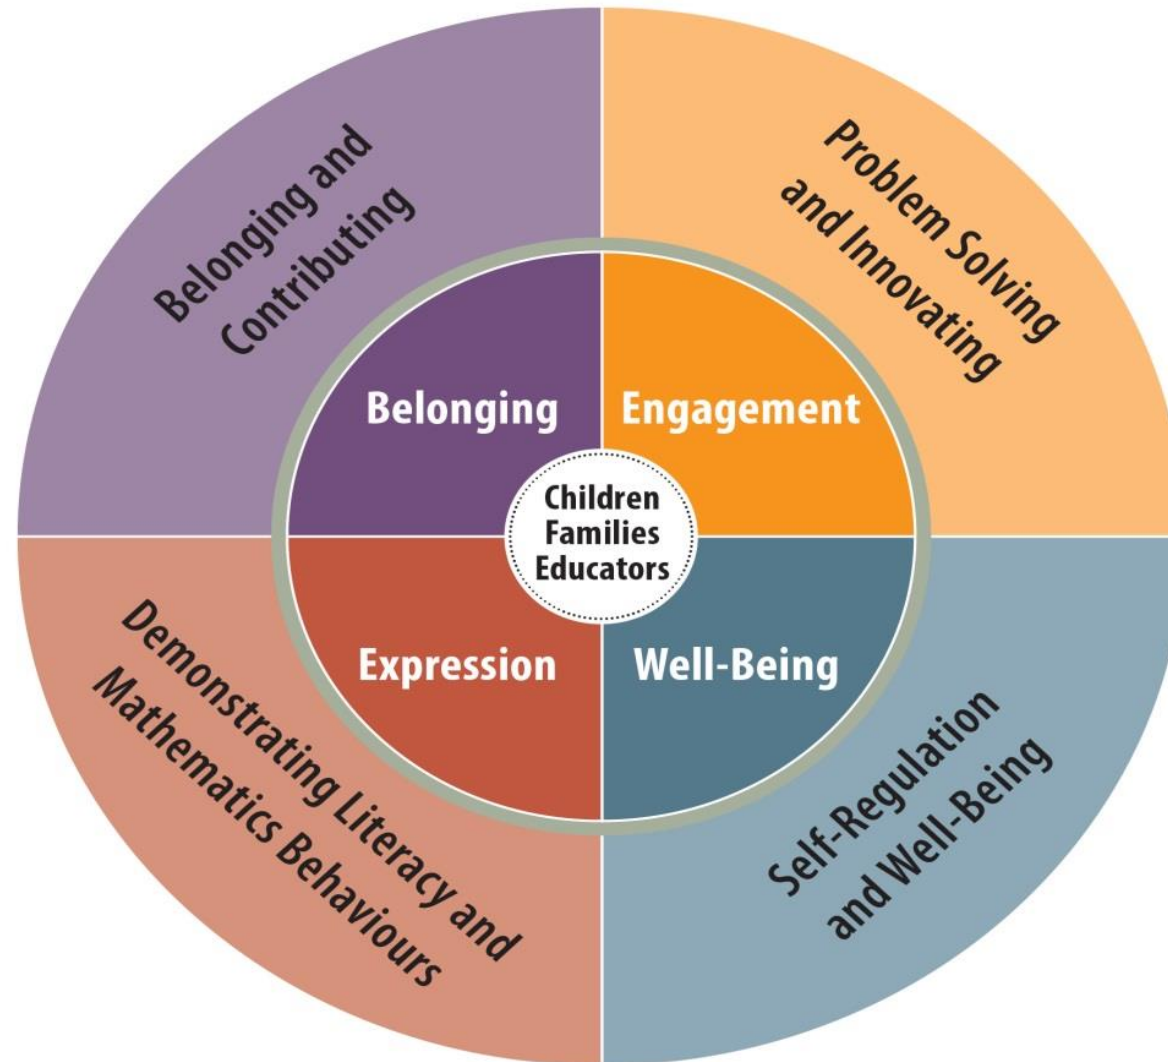 Belonging and
Contributing
Problem Solving
and Innovating
Belonging
Engagement
Children
Families
Educators
Expression
Well-Being
Demonstrating Literacy and
Mathematics Behaviours
Self-Regulation
and Well-Being